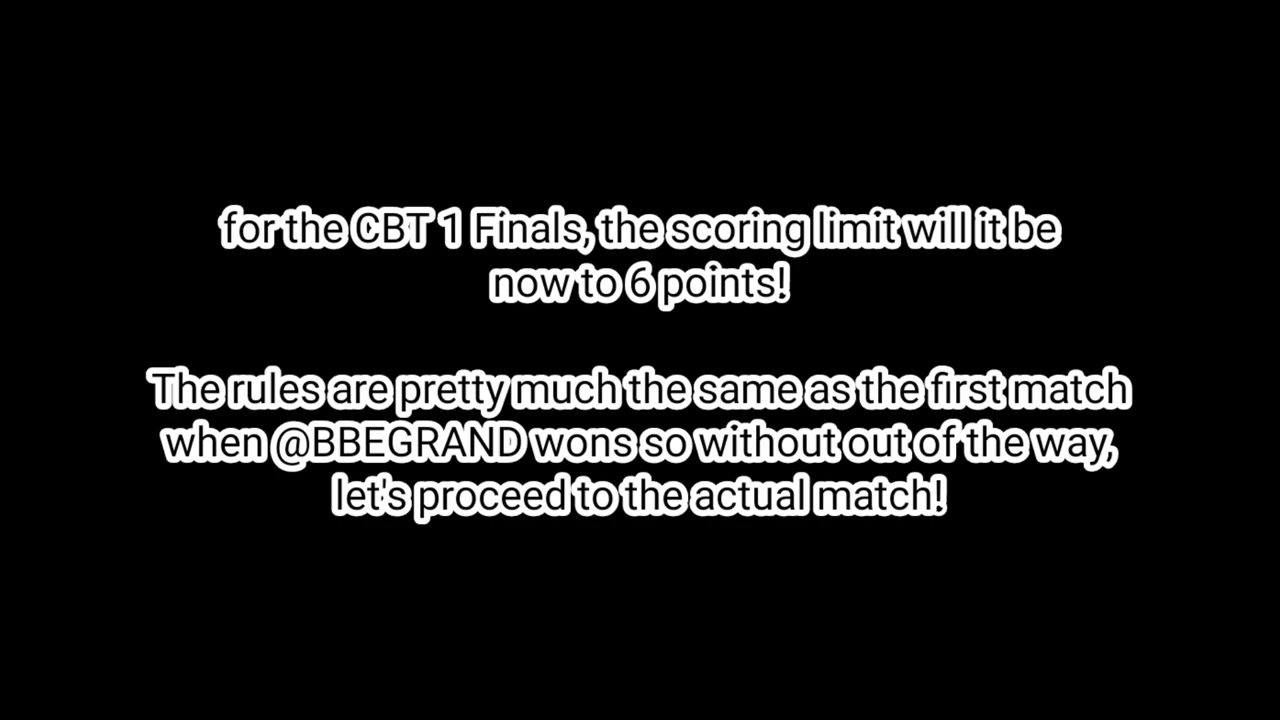 for the CBT 1 Finals, the scoring limit will it be
now to 6 points!
The rules are pretty much the same as the first match
when @BBEGRAND wons so without out of the way,
let's proceed to the actual match!